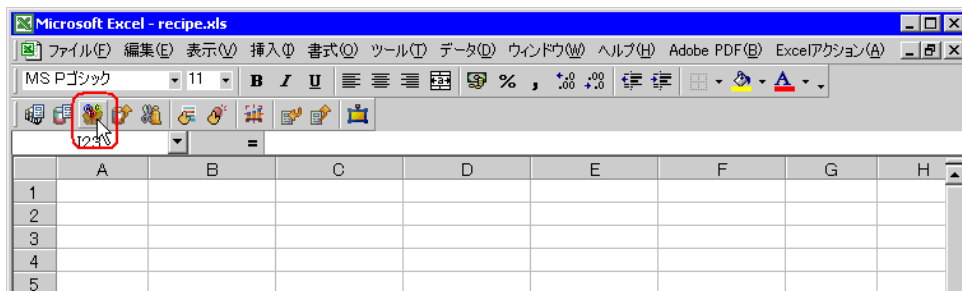 Microsoft Excel - recipe.xls
ファイル(F) 編集(E) 表示(V) 挿入(I) 書式(O) ツール(T) データ(D) ウィンドウ(W) ヘルプ(H) Adobe PDF(B) Excelアクション(A)
MS Pゴシック 11 B I U % ,
J23 =
A B C D E F G H
1
2
3
4
5